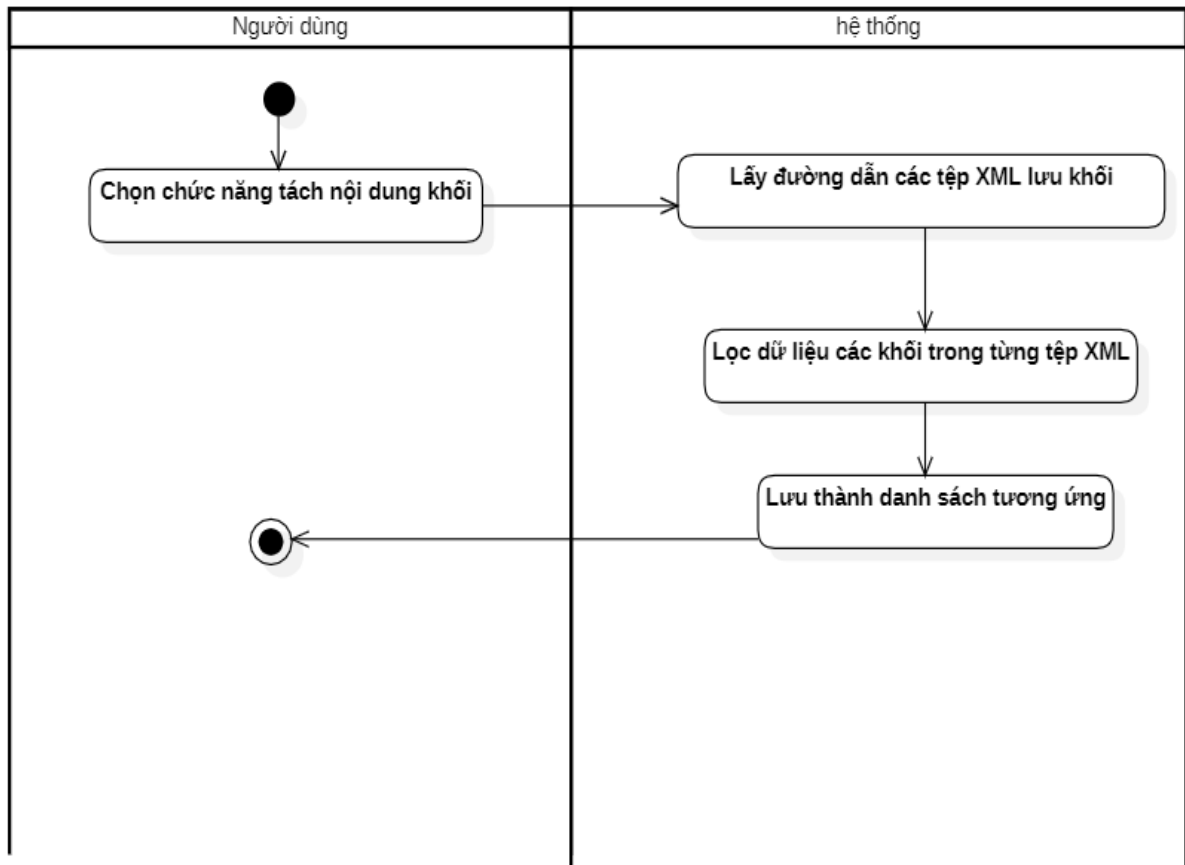 Người dùng
hệ thống
Chọn chức năng tách nội dung khối
Lấy đường dẫn các tệp XML lưu khối
Lọc dữ liệu các khối trong từng tệp XML
Lưu thành danh sách tương ứng